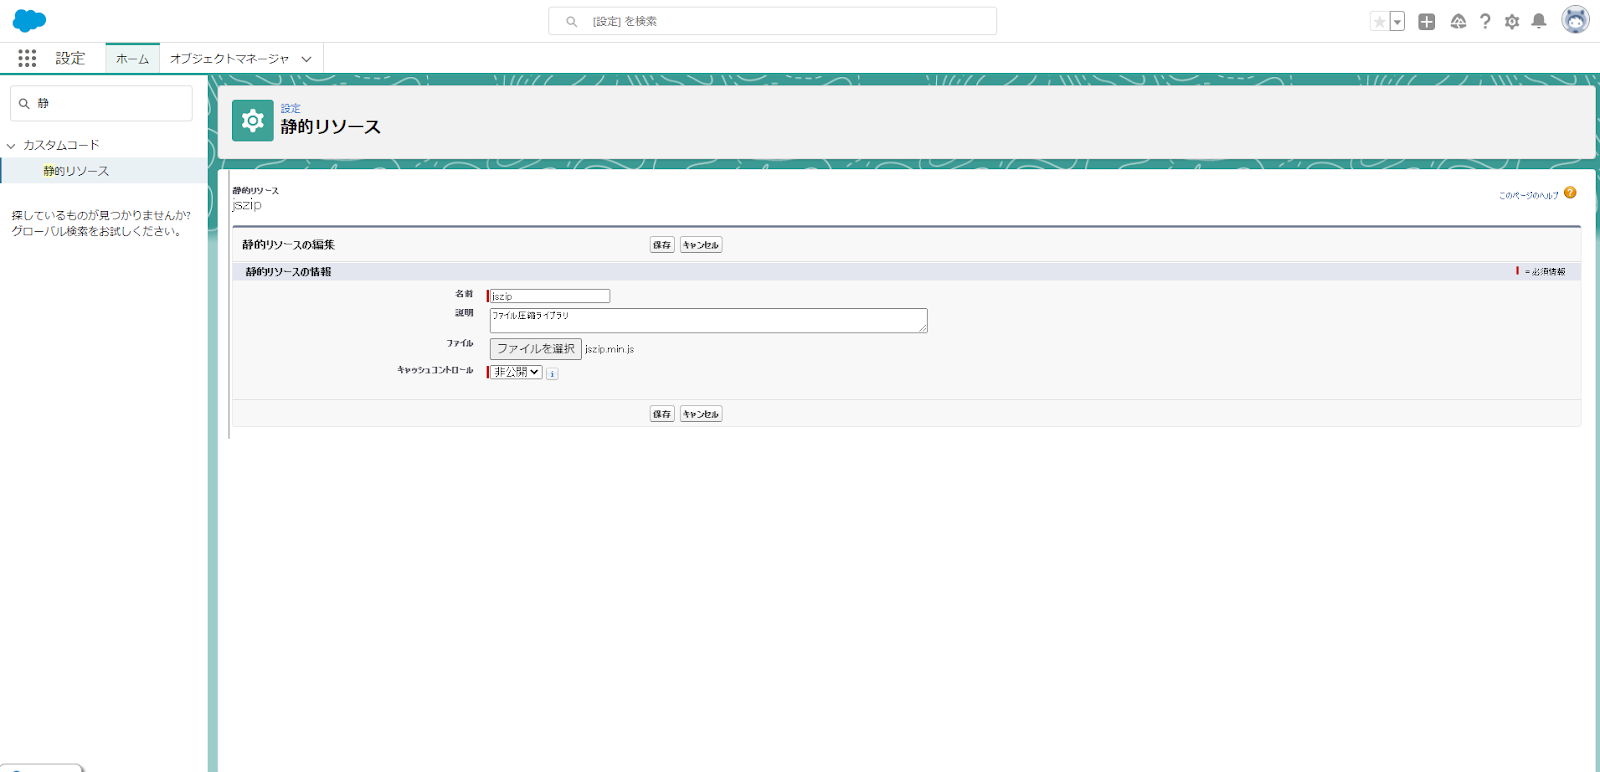 [設定] を検索
設定
ホーム
オブジェクトマネージャ
静
カスタムコード
静的リソース
探しているものが見つかりませんか?
グローバル検索をお試しください。
設定
静的リソース
静的リソース
jszip
このページのヘルプ
静的リソースの編集
保存 キャンセル
静的リソースの情報
= 必須情報
名前 jszip
説明 ファイル圧縮ライブラリ
ファイル ファイルを選択 jszip.min.js
キャッシュコントロール 非公開
保存 キャンセル